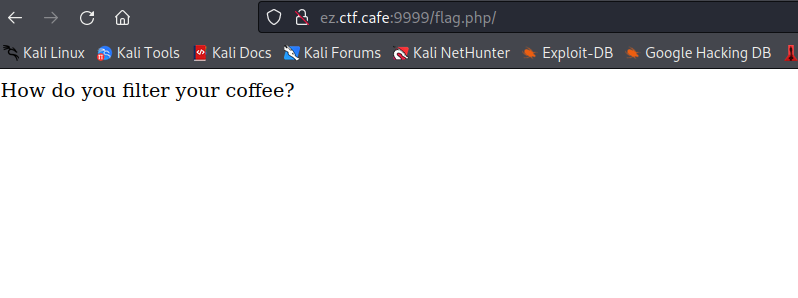 ez.ctf.cafe:9999/flag.php/
Kali Linux Kali Tools Kali Docs Kali Forums Kali NetHunter Exploit-DB Google Hacking DB
How do you filter your coffee?